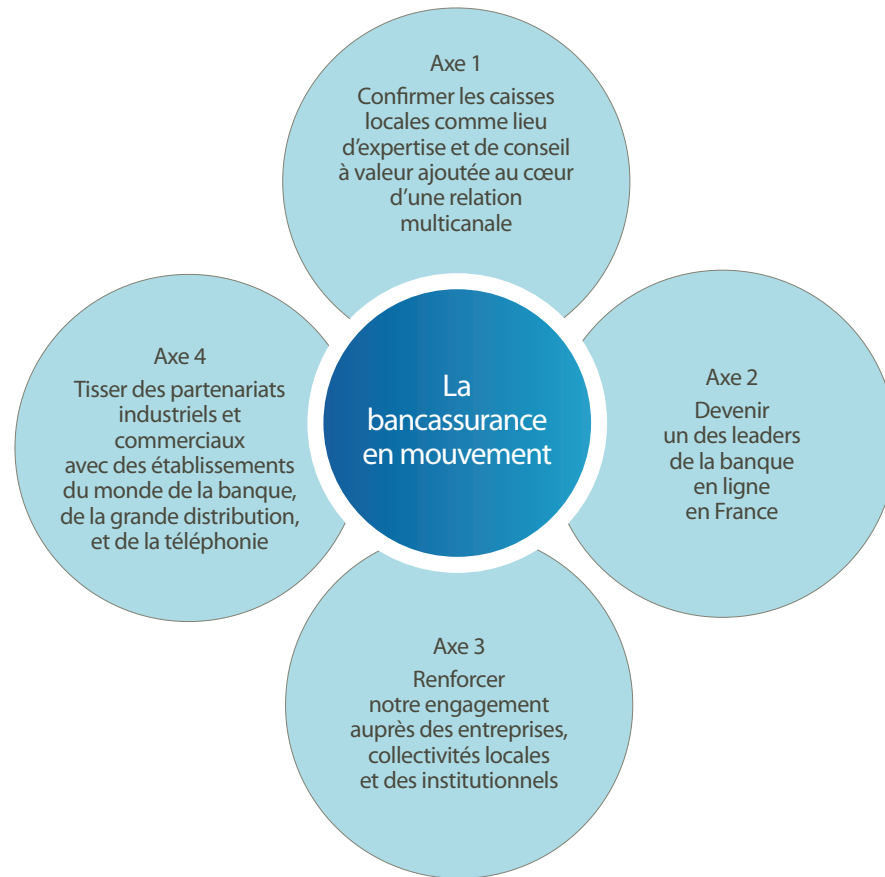 Axe 1
Confirmer les caisses
locales comme lieu
d'expertise et de conseil
à valeur ajoutée au cœur
d'une relation
multicanale
La
bancassurance
en mouvement
Axe 2
Devenir
un des leaders
de la banque
en ligne
en France
Axe 3
Renforcer
notre engagement
auprès des entreprises,
collectivités locales
et des institutionnels
Axe 4
Tisser des partenariats
industriels et
commerciaux
avec des établissements
du monde de la banque,
de la grande distribution,
et de la téléphonie